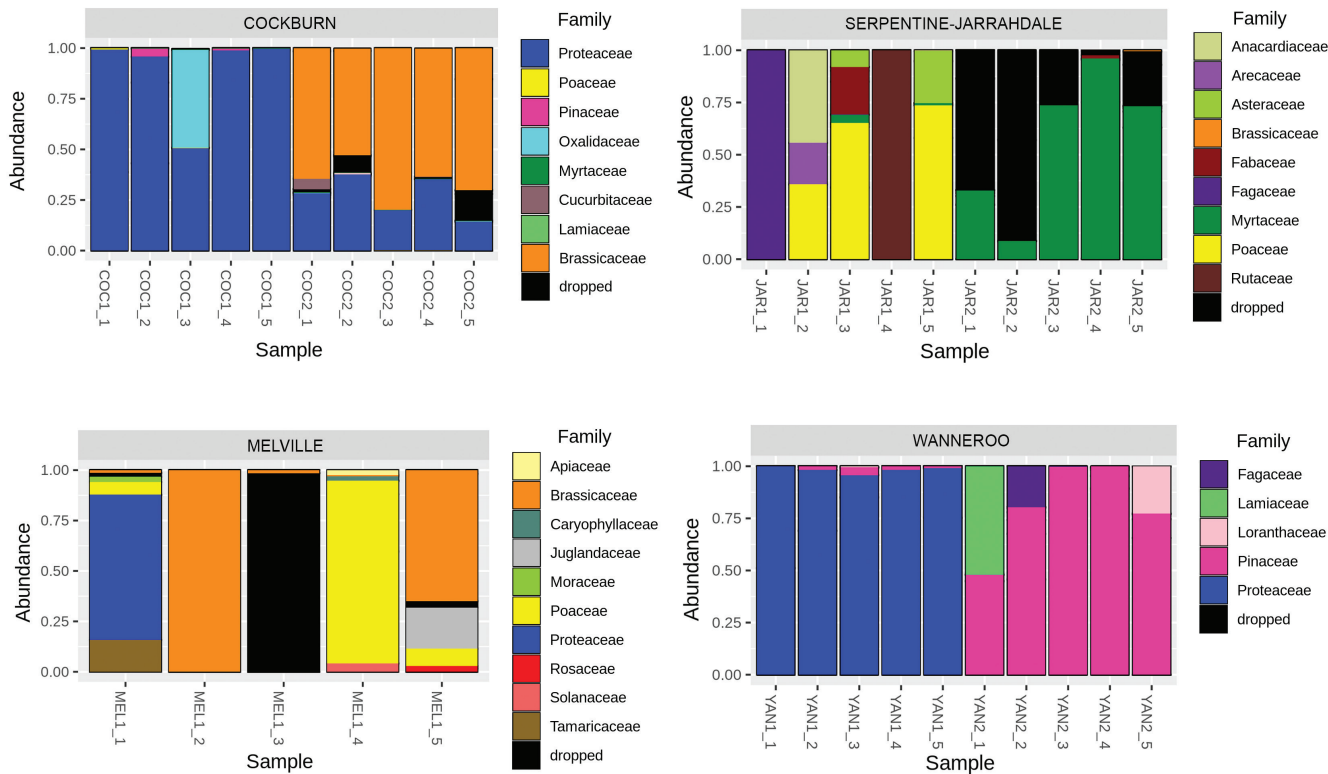 COCKBURN
Abundance
1.00
0.75
0.50
0.25
0.00
COC1_1
COC1_2
COC1_3
COC1_4
COC1_5
COC2_1
COC2_2
COC2_3
COC2_4
COC2_5
Sample
Family
Proteaceae
Poaceae
Pinaceae
Oxalidaceae
Myrtaceae
Cucurbitaceae
Lamiaceae
Brassicaceae
dropped
SERPENTINE-JARRAHDALE
Abundance
1.00
0.75
0.50
0.25
0.00
JAR1_1
JAR1_2
JAR1_3
JAR1_4
JAR1_5
JAR2_1
JAR2_2
JAR2_3
JAR2_4
JAR2_5
Sample
Family
Anacardiaceae
Arecaceae
Asteraceae
Brassicaceae
Fabaceae
Fagaceae
Myrtaceae
Poaceae
Rutaceae
dropped
MELVILLE
Abundance
1.00
0.75
0.50
0.25
0.00
MEL1_1
MEL1_2
MEL1_3
MEL1_4
MEL1_5
Sample
Family
Apiaceae
Brassicaceae
Caryophyllaceae
Juglandaceae
Moraceae
Poaceae
Proteaceae
Rosaceae
Solanaceae
Tamaricaceae
dropped
WANNEROO
Abundance
1.00
0.75
0.50
0.25
0.00
YAN1_1
YAN1_2
YAN1_3
YAN1_4
YAN1_5
YAN2_1
YAN2_2
YAN2_3
YAN2_4
YAN2_5
Sample
Family
Fagaceae
Lamiaceae
Loranthaceae
Pinaceae
Proteaceae
dropped